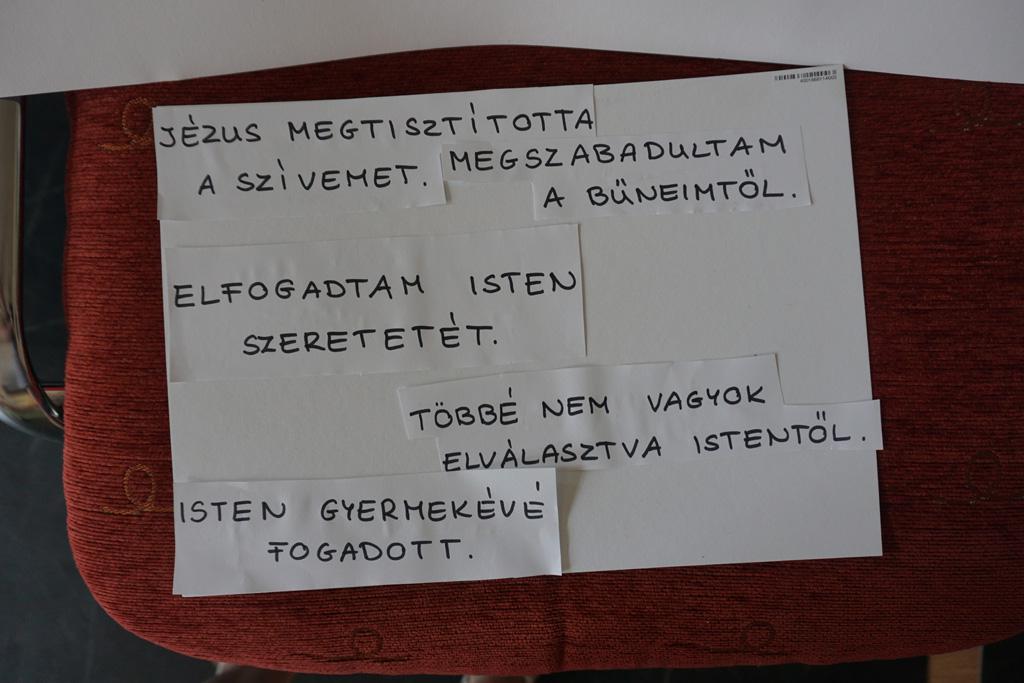 JÉZUS MEGTISZTÍTOTTA
A SZÍVEMET.
MEGSZABADULTAM
A BŰNEIMTŐL.
ELFOGADTAM ISTEN
SZERETETÉT.
TÖBBÉ NEM VAGYOK
ELVÁLASZTVA ISTENTŐL.
ISTEN GYERMEKÉVÉ
FOGADOTT.